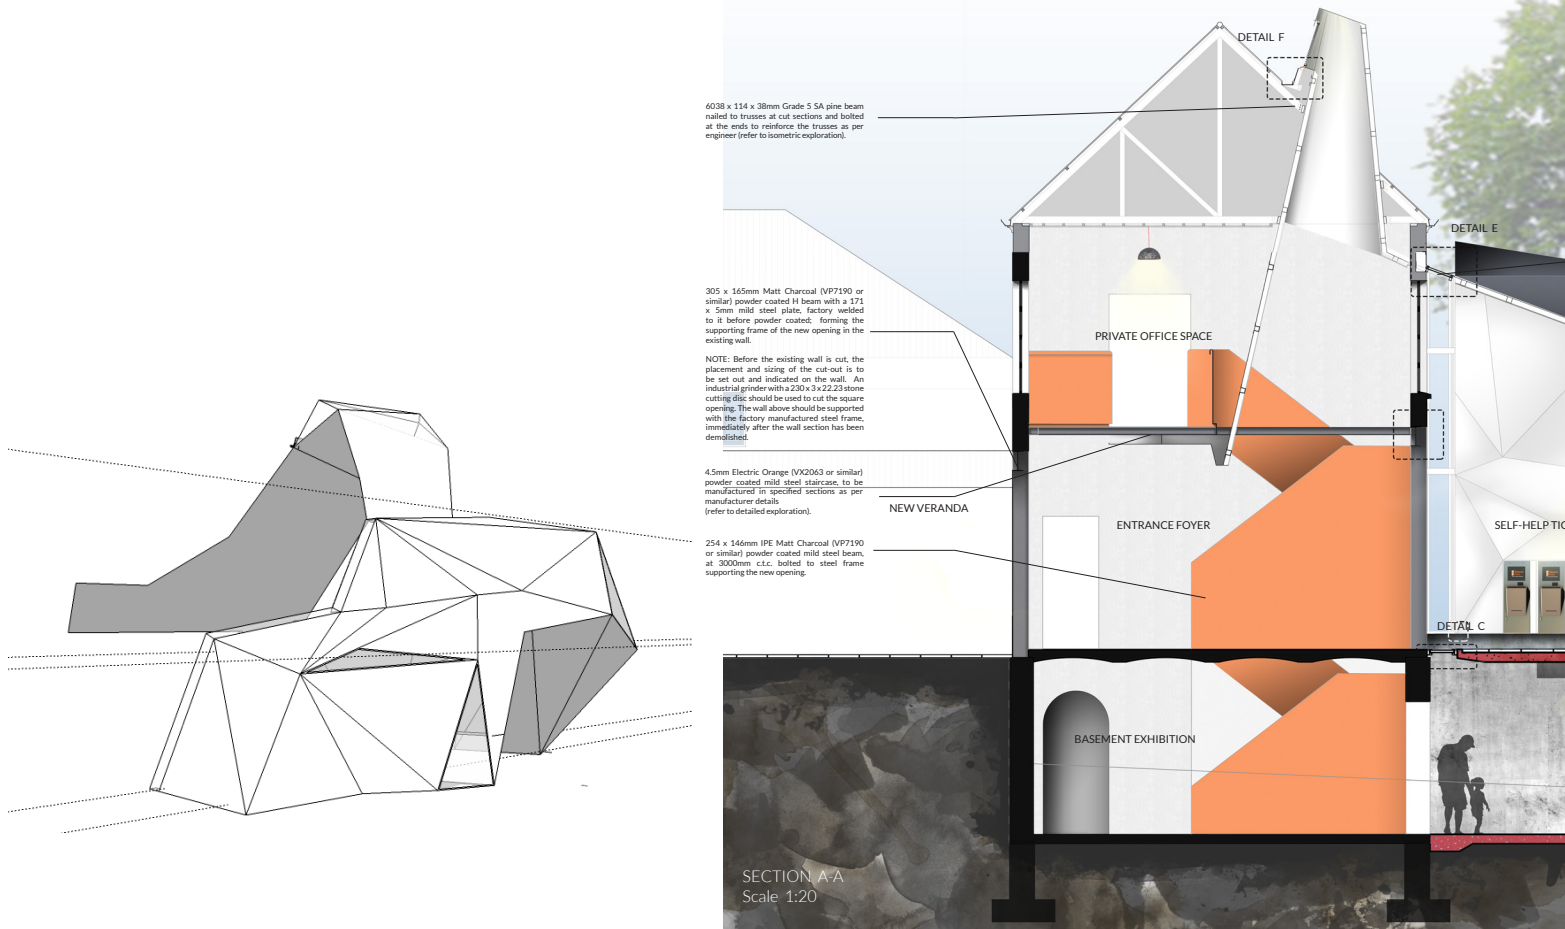 DETAIL F
6038 x 114 x 38mm Grade 5 SA pine beam
nailed to trusses at cut sections and bolted
at the ends to reinforce the trusses as per
engineer (refer to isometric exploration).
DETAIL E
305 x 165mm Matt Charcoal (VP7190 or
similar) powder coated H beam with a 171
x 5mm mild steel plate, factory welded
to it before powder coated; forming the
supporting frame of the new opening in the
existing wall.
NOTE: Before the existing wall is cut, the
placement and sizing of the cut-out is to
be set out and indicated on the wall. An
industrial grinder with a 230 x 3 x 22.23 stone
cutting disc should be used to cut the square
opening. The wall above should be supported
with the factory manufactured steel frame,
immediately after the wall section has been
demolished.
PRIVATE OFFICE SPACE
4.5mm Electric Orange (VX2063 or similar)
powder coated mild steel staircase, to be
manufactured in specified sections as per
manufacturer details
(refer to detailed exploration).
NEW VERANDA
ENTRANCE FOYER
SELF-HELP TIC
254 x 146mm IPE Matt Charcoal (VP7190
or similar) powder coated mild steel beam,
at 3000mm c.t.c. bolted to steel frame
supporting the new opening.
DETAIL C
BASEMENT EXHIBITION
SECTION A-A
Scale 1:20